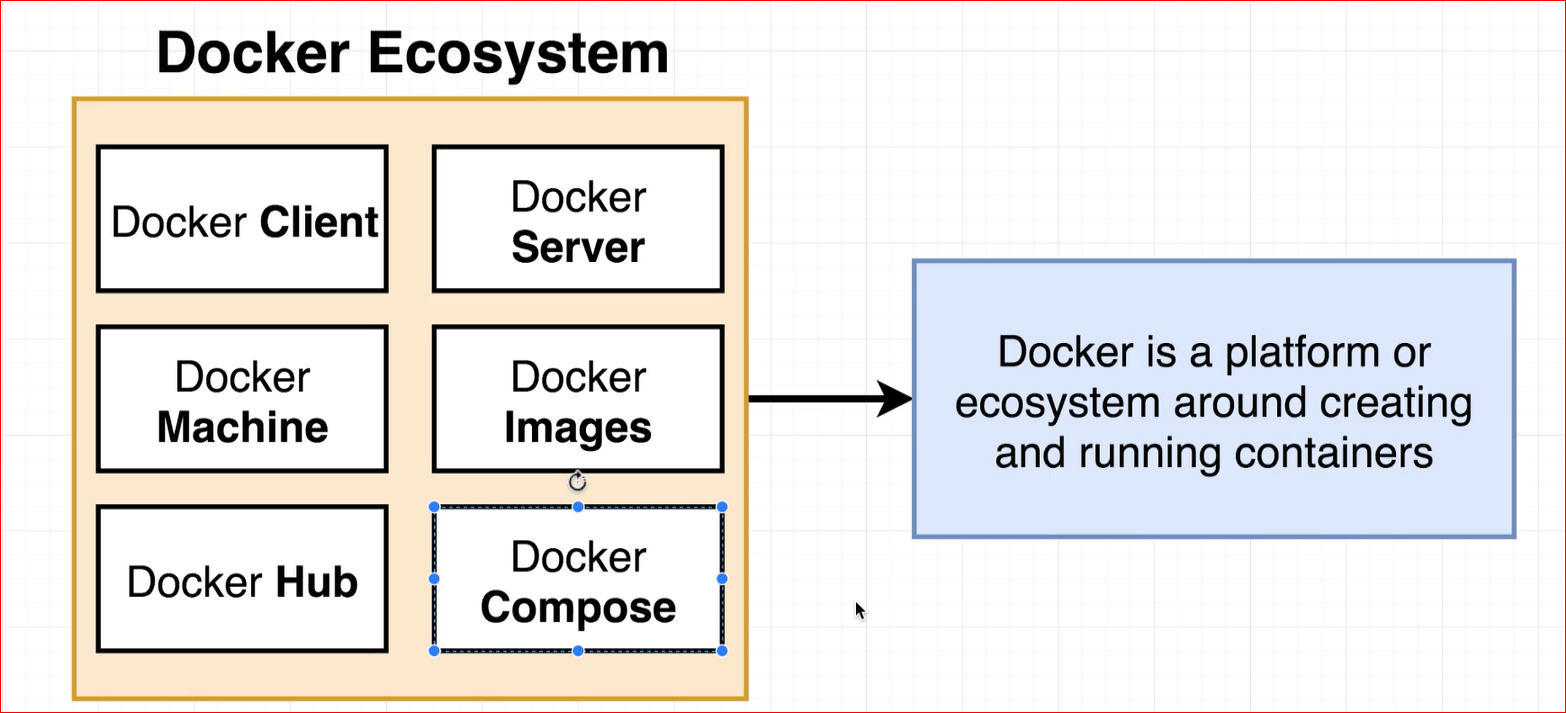 Docker Ecosystem
Docker Client
Docker
Server
Docker
Machine
Docker
Images
Docker Hub
Docker
Compose
Docker is a platform or
ecosystem around creating
and running containers